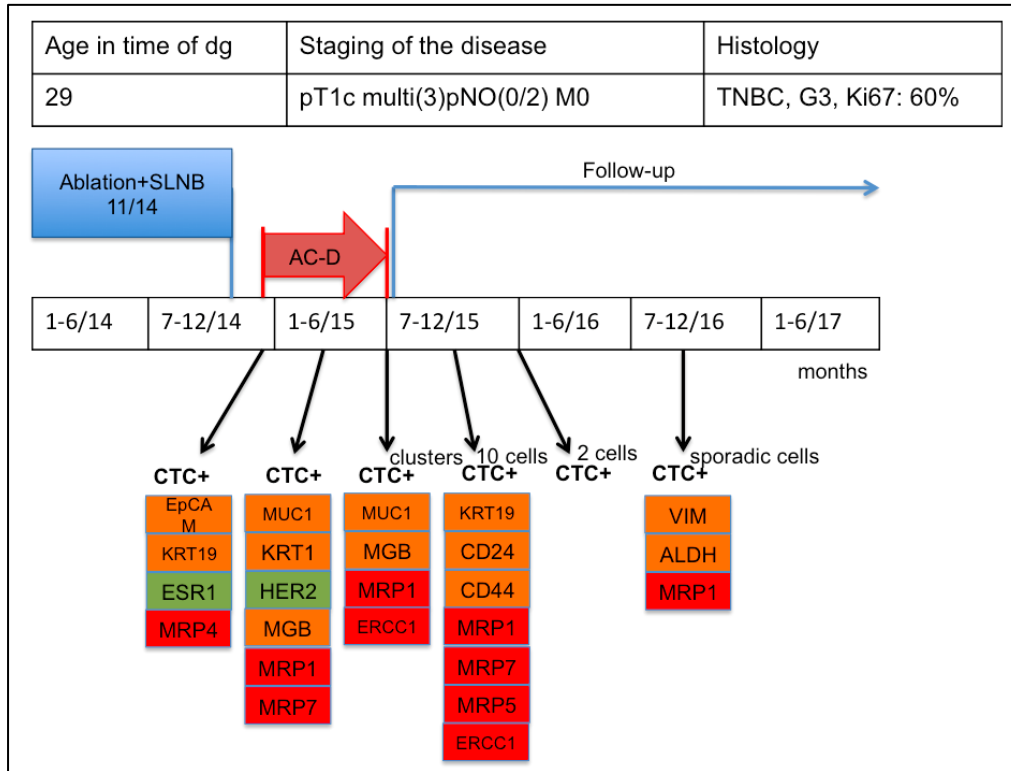 Age in time of dg
Staging of the disease
Histology
29
pT1c multi(3)pNO(0/2) M0
TNBC, G3, Ki67: 60%
Ablation+SLNB
11/14
Follow-up
AC-D
1-6/14
7-12/14
1-6/15
7-12/15
1-6/16
7-12/16
1-6/17
months
clusters
10 cells
2 cells
sporadic cells
CTC+
CTC+
CTC+
CTC+
CTC+
CTC+
EpCA
M
KRT19
ESR1
MRP4
MUC1
KRT1
HER2
MGB
MRP1
MRP7
MUC1
MGB
MRP1
ERCC1
KRT19
CD24
CD44
MRP1
MRP7
MRP5
ERCC1
VIM
ALDH
MRP1